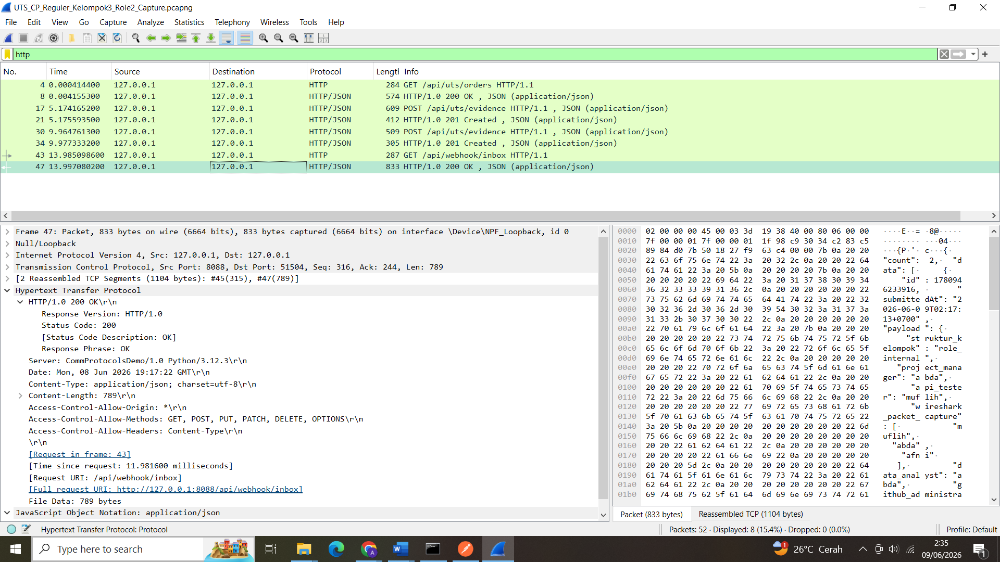 UTS_CP_Reguler_Kelompok3_Role2_Capture.pcapng
File Edit View Go Capture Analyze Statistics Telephony Wireless Tools Help
http
No. Time Source Destination Protocol Lengtl Info
4 0.000414400 127.0.0.1 127.0.0.1 HTTP 284 GET /api/uts/orders HTTP/1.1
8 0.004155300 127.0.0.1 127.0.0.1 HTTP/JSON 574 HTTP/1.0 200 OK , JSON (application/json)
17 5.174165200 127.0.0.1 127.0.0.1 HTTP/JSON 609 POST /api/uts/evidence HTTP/1.1 , JSON (application/json)
21 5.175593500 127.0.0.1 127.0.0.1 HTTP/JSON 412 HTTP/1.0 201 Created , JSON (application/json)
30 9.964761300 127.0.0.1 127.0.0.1 HTTP/JSON 509 POST /api/uts/evidence HTTP/1.1 , JSON (application/json)
34 9.977333200 127.0.0.1 127.0.0.1 HTTP/JSON 305 HTTP/1.0 201 Created , JSON (application/json)
43 13.985098600 127.0.0.1 127.0.0.1 HTTP 287 GET /api/webhook/inbox HTTP/1.1
47 13.997080200 127.0.0.1 127.0.0.1 HTTP/JSON 833 HTTP/1.0 200 OK , JSON (application/json)
Frame 47: Packet, 833 bytes on wire (6664 bits), 833 bytes captured (6664 bits) on interface \Device\NPF_Loopback, id 0
Null/Loopback
Internet Protocol Version 4, Src: 127.0.0.1, Dst: 127.0.0.1
Transmission Control Protocol, Src Port: 8088, Dst Port: 51504, Seq: 316, Ack: 244, Len: 789
[2 Reassembled TCP Segments (1104 bytes): #45(315), #47(789)]
Hypertext Transfer Protocol
HTTP/1.0 200 OK\r\n
Response Version: HTTP/1.0
Status Code: 200
[Status Code Description: OK]
Response Phrase: OK
Server: CommProtocolsDemo/1.0 Python/3.12.3\r\n
Date: Mon, 08 Jun 2026 19:17:22 GMT\r\n
Content-Type: application/json; charset=utf-8\r\n
Content-Length: 789\r\n
Access-Control-Allow-Origin: *\r\n
Access-Control-Allow-Methods: GET, POST, PUT, PATCH, DELETE, OPTIONS\r\n
Access-Control-Allow-Headers: Content-Type\r\n
\r\n
[Request in frame: 43]
[Time since request: 11.981600 milliseconds]
[Request URI: /api/webhook/inbox]
[Full request URI: http://127.0.0.1:8088/api/webhook/inbox]
File Data: 789 bytes
JavaScript Object Notation: application/json
0000 02 00 00 00 45 00 03 3d 19 38 40 00 80 06 00 00 ····E··= ·8@·····
0010 7f 00 00 01 7f 00 00 01 1f 98 c9 30 34 c2 83 c5 ········ ···04···
0020 89 84 d0 7b 50 18 27 f9 63 c4 00 00 7b 0a 20 20 ···{P·'· c···{·
0030 22 63 6f 75 6e 74 22 3a 20 32 2c 0a 20 20 22 64 "count": 2,· "d
0040 61 74 61 22 3a 20 5b 0a 20 20 20 20 7b 0a 20 20 ata": [· {·
0050 20 20 20 20 22 69 64 22 3a 20 31 37 38 30 39 34 "id" : 178094
0060 36 32 33 33 39 31 36 2c 0a 20 20 20 20 20 20 22 6233916, · "
0070 73 75 62 6d 69 74 74 65 64 41 74 22 3a 20 22 32 submitte dAt": "2
0080 30 32 36 2d 30 36 2d 30 39 54 30 32 3a 31 37 3a 026-06-0 9T02:17:
0090 31 33 2b 30 37 30 30 22 2c 0a 20 20 20 20 20 20 13+0700" ,·
00a0 22 70 61 79 6c 6f 61 64 22 3a 20 7b 0a 20 20 20 "payload ": {·
00b0 20 20 20 20 20 22 73 74 72 75 6b 74 75 72 5f 6b "st ruktur_k
00c0 65 6c 6f 6d 70 6f 6b 22 3a 20 22 72 6f 6c 65 5f elompok" : "role_
00d0 69 6e 74 65 72 6e 61 6c 22 2c 0a 20 20 20 20 20 internal ",·
00e0 20 20 20 22 70 72 6f 6a 65 63 74 5f 6d 61 6e 61 "proj ect_mana
00f0 67 65 72 22 3a 20 22 61 62 64 61 22 2c 0a 20 20 ger": "a bda",·
0100 20 20 20 20 20 20 22 61 70 69 5f 74 65 73 74 65 "a pi_teste
0110 72 22 3a 20 22 6d 75 66 6c 69 68 22 2c 0a 20 20 r": "muf lih",·
0120 20 20 20 20 20 20 22 77 69 72 65 73 68 61 72 6b "w ireshark
0130 5f 70 61 63 6b 65 74 5f 63 61 70 74 75 72 65 22 _packet_ capture"
0140 3a 20 5b 0a 20 20 20 20 20 20 20 20 20 20 22 6d : [· "m
0150 75 66 6c 69 68 22 2c 0a 20 20 20 20 20 20 20 20 uflih",·
0160 20 20 22 61 62 64 61 22 2c 0a 20 20 20 20 20 20 "abda" ,·
0170 20 20 20 20 22 61 66 6e 69 22 0a 20 20 20 20 20 "afn i"·
0180 20 20 20 5d 2c 0a 20 20 20 20 20 20 20 20 22 64 ],· "d
0190 61 74 61 5f 61 6e 61 6c 79 73 74 22 3a 20 22 61 ata_anal yst": "a
01a0 62 64 61 22 2c 0a 20 20 20 20 20 20 20 20 22 67 bda",· "g
01b0 69 74 68 75 62 5f 61 64 6d 69 6e 69 73 74 72 61 ithub_ad ministra
Packet (833 bytes) Reassembled TCP (1104 bytes)
Hypertext Transfer Protocol: Protocol Packets: 52 · Displayed: 8 (15.4%) · Dropped: 0 (0.0%) Profile: Default
Type here to search 26°C Cerah 2:35
09/06/2026